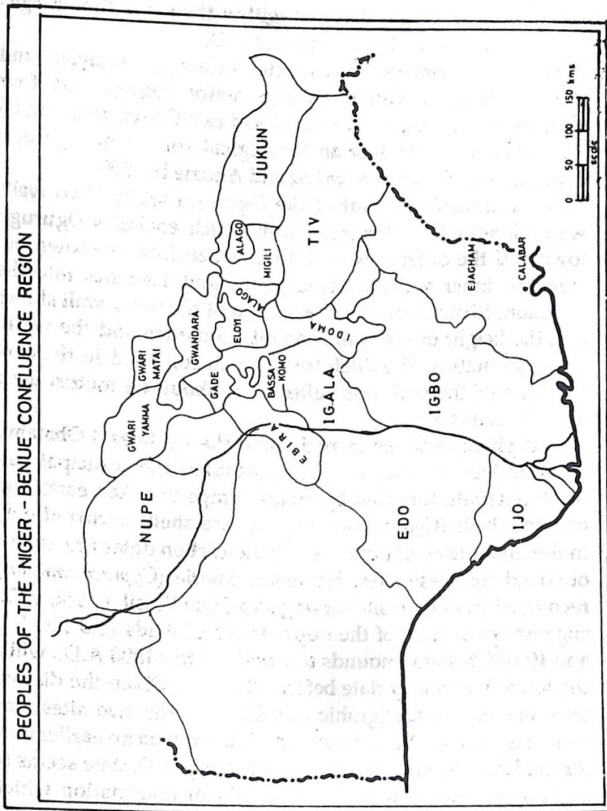 PEOPLES OF THE NIGER - BENUE CONFLUENCE REGION
GWARI
MATAI
GWARI
YAMMA
NUPE
GWANDARA
GADE
BASSA
KOMO
ELOYI
ALAGO
ALAGO
MIGILI
JUKUN
TIV
EBIRA
IGALA
IDOMA
EDO
IGBO
IJO
EJAGHAM
CALABAR
0 50 100 150 kms
scale